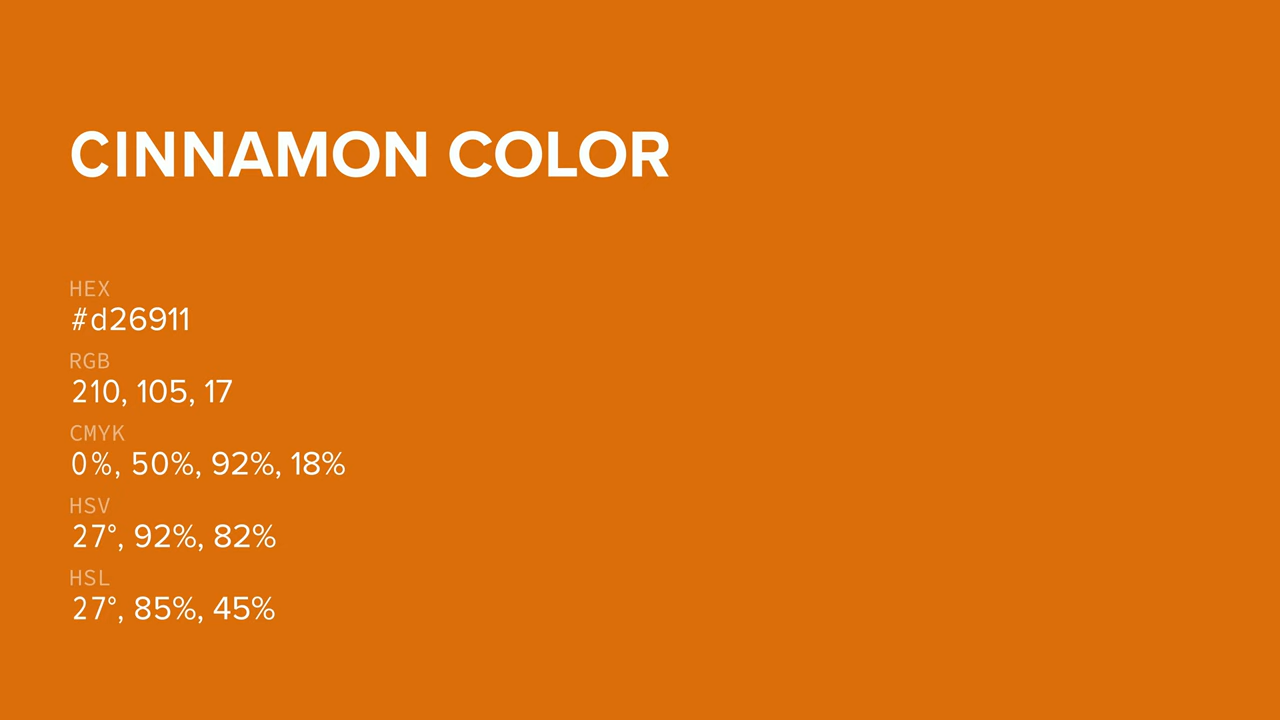 CINNAMON COLOR
HEX
#d26911
RGB
210, 105, 17
CMYK
0%, 50%, 92%, 18%
HSV
27°, 92%, 82%
HSL
27°, 85%, 45%